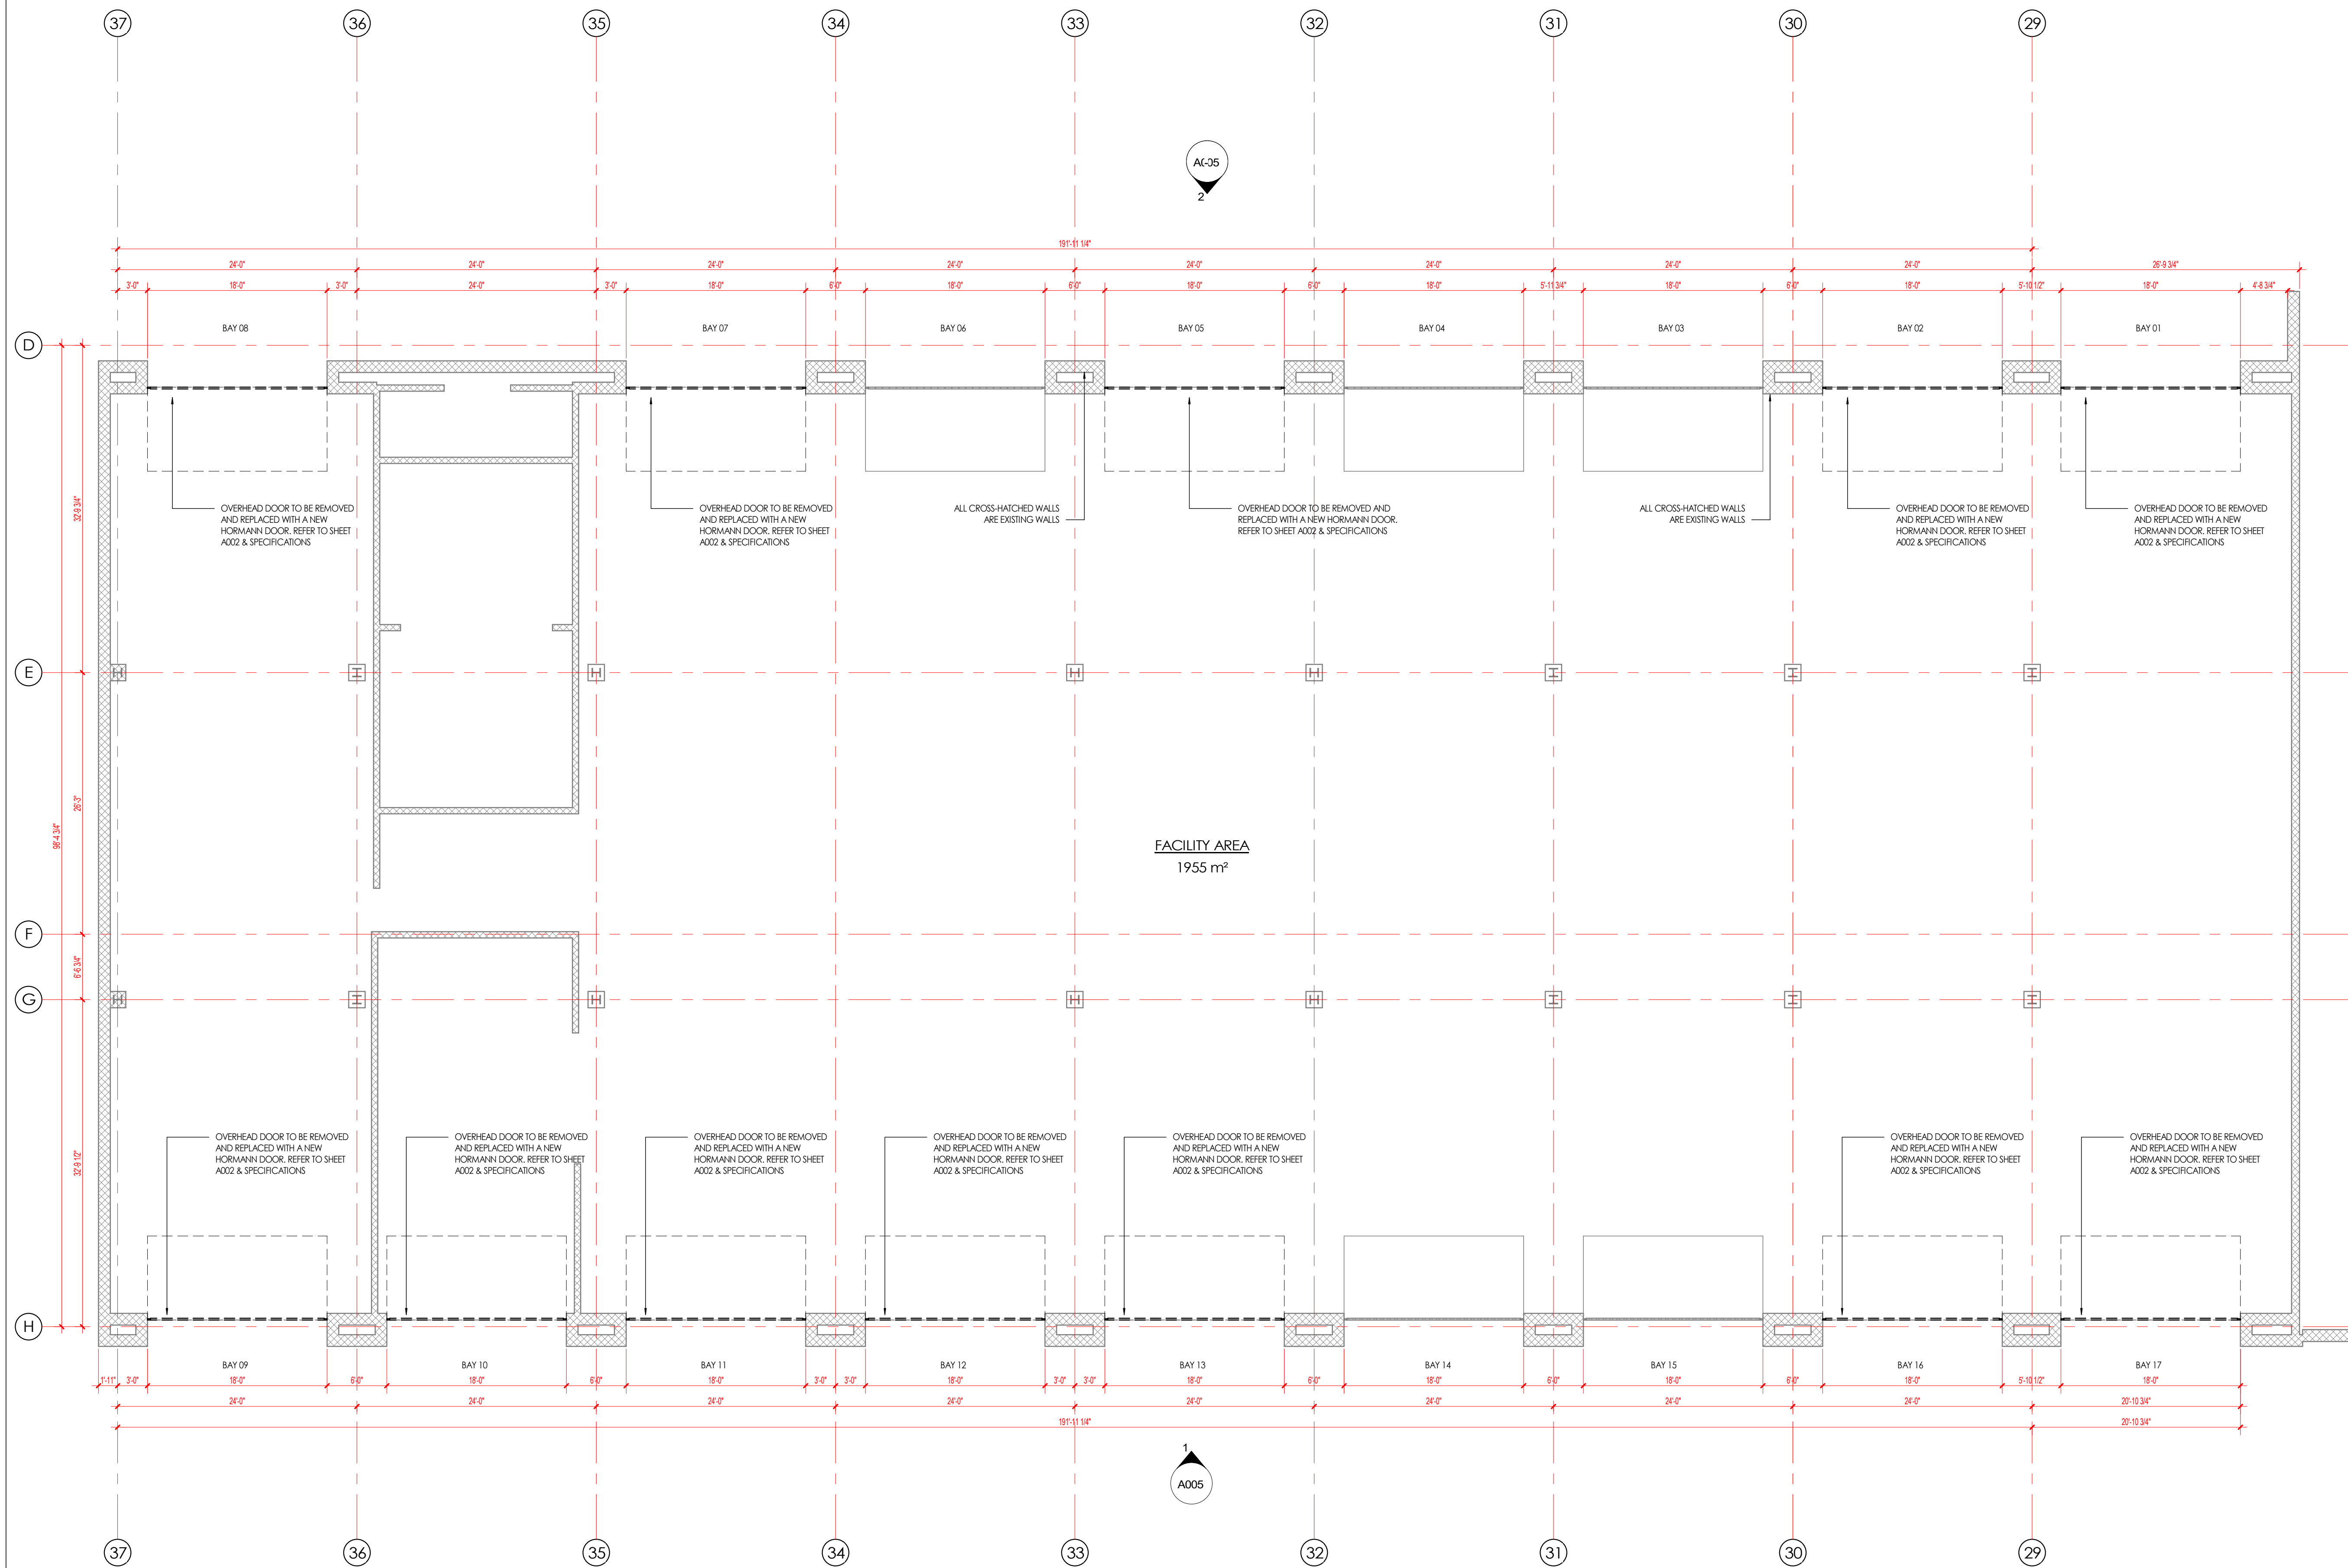 37 36 35 34 33 32 31 30 29
2
191'-11 1/4"
24'-0" 24'-0" 24'-0" 24'-0" 24'-0" 24'-0" 24'-0" 24'-0" 26'-9 3/4"
3'-0" 18'-0" 3'-0" 24'-0" 3'-0" 18'-0" 6'-0" 18'-0" 6'-0" 18'-0" 6'-0" 18'-0" 5'-11 3/4" 18'-0" 6'-0" 18'-0" 5'-10 1/2" 18'-0" 4'-8 3/4"
BAY 08 BAY 07 BAY 06 BAY 05 BAY 04 BAY 03 BAY 02 BAY 01
D
OVERHEAD DOOR TO BE REMOVED
AND REPLACED WITH A NEW
HORMANN DOOR. REFER TO SHEET
A002 & SPECIFICATIONS
OVERHEAD DOOR TO BE REMOVED
AND REPLACED WITH A NEW
HORMANN DOOR. REFER TO SHEET
A002 & SPECIFICATIONS
ALL CROSS-HATCHED WALLS
ARE EXISTING WALLS
OVERHEAD DOOR TO BE REMOVED AND
REPLACED WITH A NEW HORMANN DOOR.
REFER TO SHEET A002 & SPECIFICATIONS
ALL CROSS-HATCHED WALLS
ARE EXISTING WALLS
OVERHEAD DOOR TO BE REMOVED
AND REPLACED WITH A NEW
HORMANN DOOR. REFER TO SHEET
A002 & SPECIFICATIONS
OVERHEAD DOOR TO BE REMOVED
AND REPLACED WITH A NEW
HORMANN DOOR. REFER TO SHEET
A002 & SPECIFICATIONS
32'-9 3/4"
E
26'-3"
98'-4 3/4"
FACILITY AREA
1955 m²
F
6'-6 3/4"
G
32'-9 1/2"
OVERHEAD DOOR TO BE REMOVED
AND REPLACED WITH A NEW
HORMANN DOOR. REFER TO SHEET
A002 & SPECIFICATIONS
OVERHEAD DOOR TO BE REMOVED
AND REPLACED WITH A NEW
HORMANN DOOR. REFER TO SHEET
A002 & SPECIFICATIONS
OVERHEAD DOOR TO BE REMOVED
AND REPLACED WITH A NEW
HORMANN DOOR. REFER TO SHEET
A002 & SPECIFICATIONS
OVERHEAD DOOR TO BE REMOVED
AND REPLACED WITH A NEW
HORMANN DOOR. REFER TO SHEET
A002 & SPECIFICATIONS
OVERHEAD DOOR TO BE REMOVED
AND REPLACED WITH A NEW
HORMANN DOOR. REFER TO SHEET
A002 & SPECIFICATIONS
OVERHEAD DOOR TO BE REMOVED
AND REPLACED WITH A NEW
HORMANN DOOR. REFER TO SHEET
A002 & SPECIFICATIONS
OVERHEAD DOOR TO BE REMOVED
AND REPLACED WITH A NEW
HORMANN DOOR. REFER TO SHEET
A002 & SPECIFICATIONS
H
BAY 09 BAY 10 BAY 11 BAY 12 BAY 13 BAY 14 BAY 15 BAY 16 BAY 17
1'-11" 3'-0" 18'-0" 6'-0" 18'-0" 6'-0" 18'-0" 3'-0" 3'-0" 18'-0" 3'-0" 3'-0" 18'-0" 6'-0" 18'-0" 6'-0" 18'-0" 6'-0" 18'-0" 5'-10 1/2" 18'-0"
24'-0" 24'-0" 24'-0" 24'-0" 24'-0" 24'-0" 24'-0" 24'-0" 20'-10 3/4"
191'-11 1/4" 20'-10 3/4"
1
A005
37 36 35 34 33 32 31 30 29